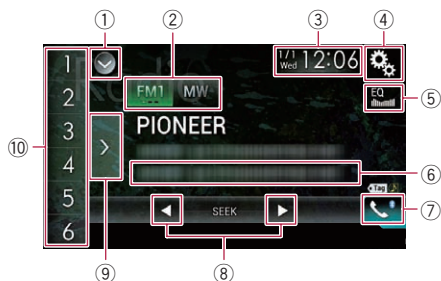 ① ② ③ ④
1 2 3 4 5 6
Radio
FM1 MW
1/1 Wed 12:06
EQ
⑤
PIONEER
⑩
⑥
Tag
SEEK
⑦
⑨ ⑧